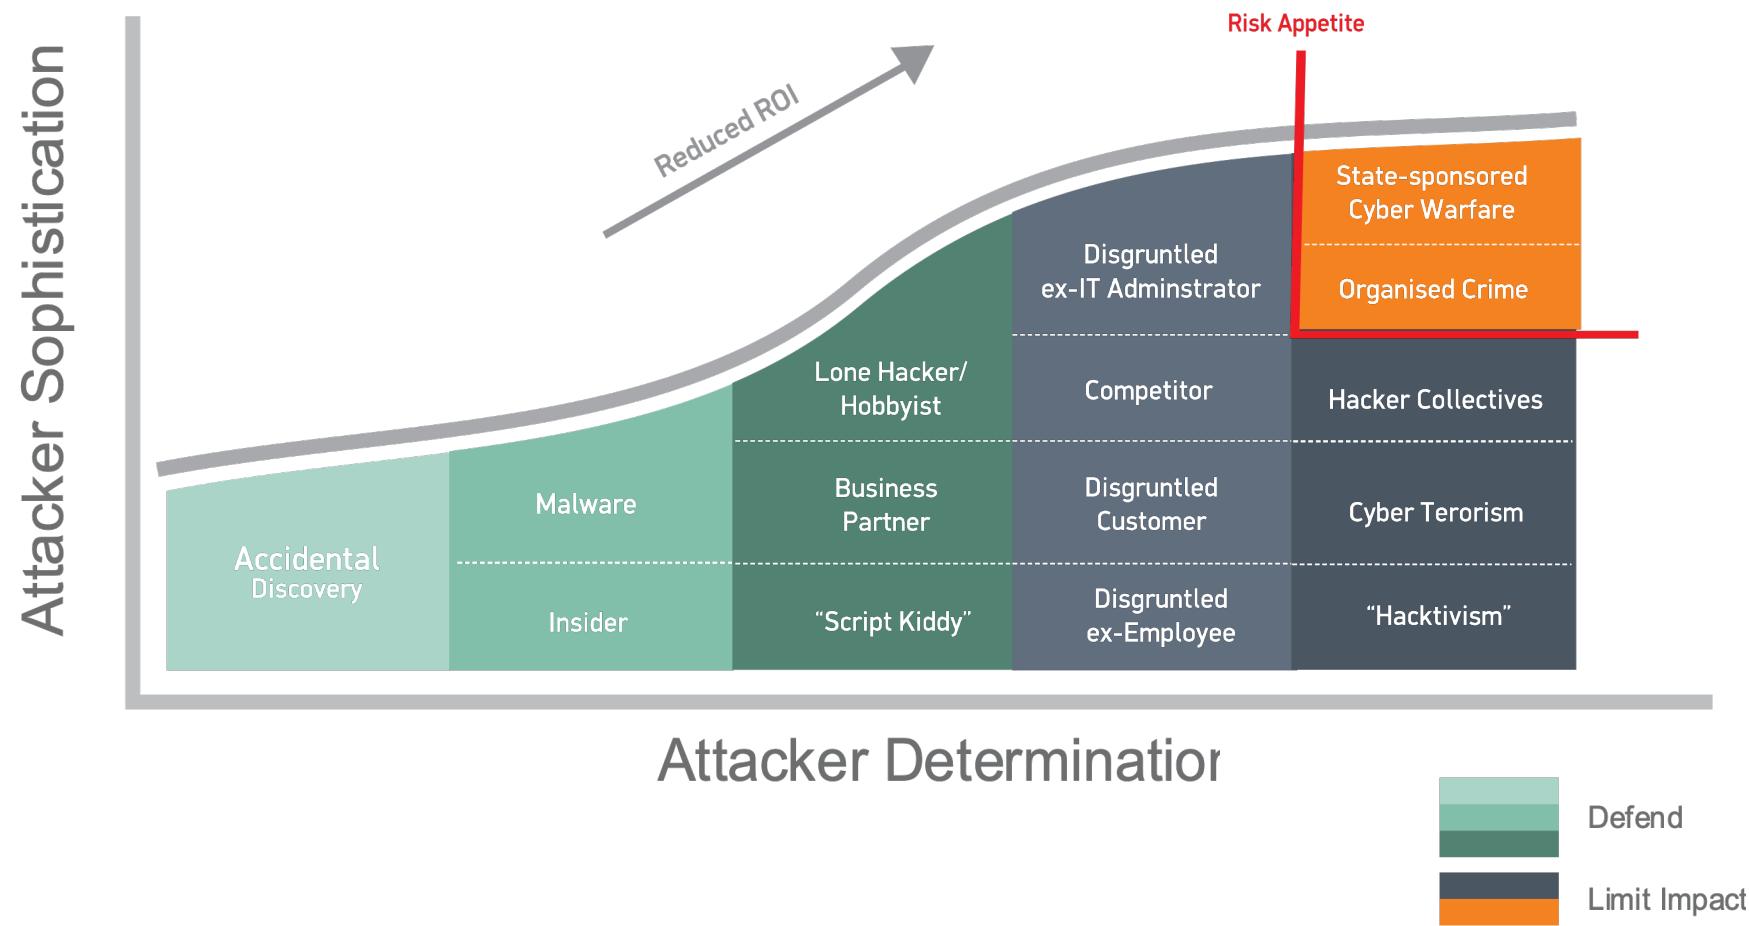 Risk Appetite
Reduced ROI
Attacker Sophistication
State-sponsored
Cyber Warfare
Organised Crime
Disgruntled
ex-IT Adminstrator
Lone Hacker/
Hobbyist
Competitor
Hacker Collectives
Malware
Business
Partner
Disgruntled
Customer
Cyber Terorism
Accidental
Discovery
Insider
“Script Kiddy”
Disgruntled
ex-Employee
“Hacktivism”
Attacker Determination
Defend
Limit Impact